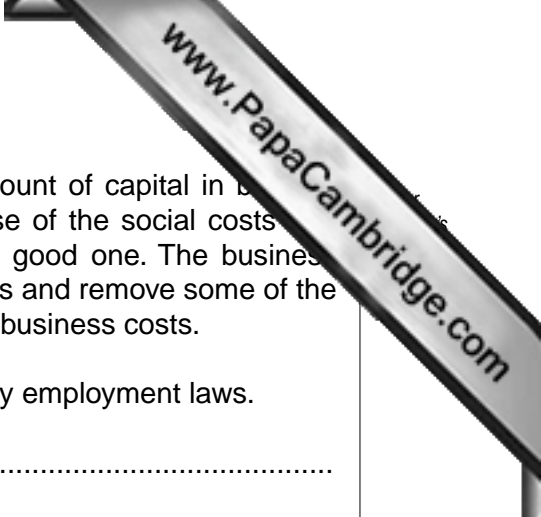 www.PapaCambridge.com
ount of capital in
se of the social costs
good one. The busines
s and remove some of the
business costs.
y employment laws.
................................................